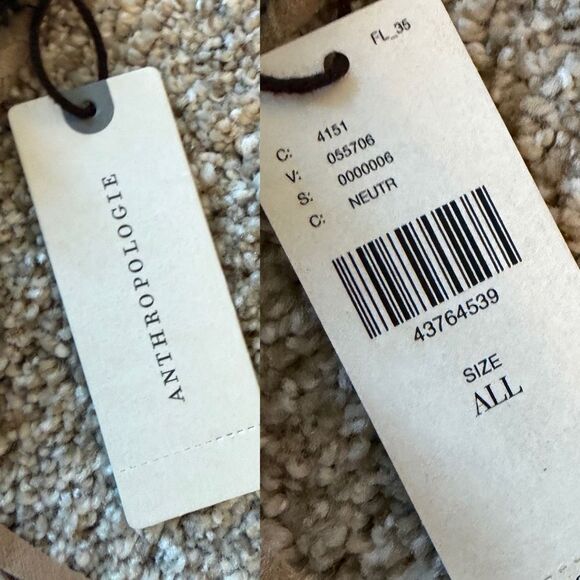 ANTHROPOLOGIE
FL_35
C: 4151
V: 055706
S: 0000006
C: NEUTR
43764539
SIZE
ALL